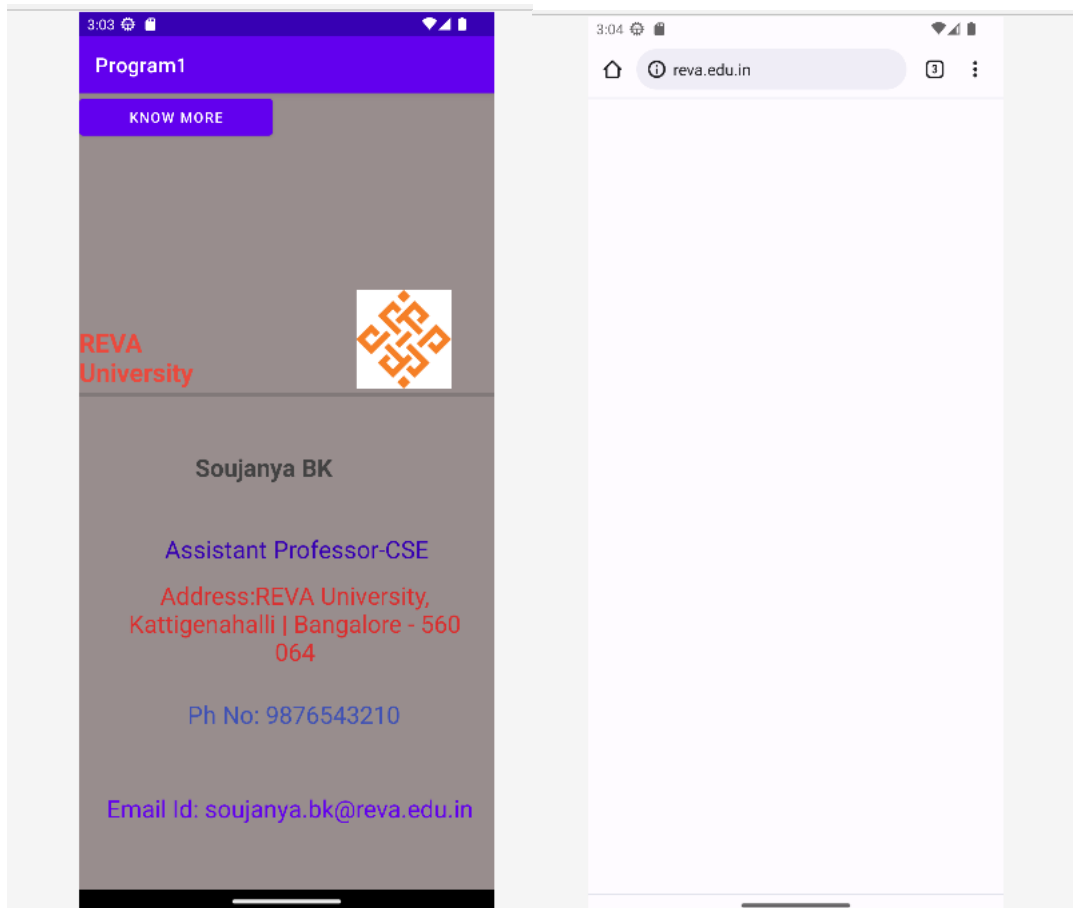 3:03
Program1
KNOW MORE
REVA
University
Soujanya BK
Assistant Professor-CSE
Address:REVA University,
Kattigenahalli | Bangalore - 560
064
Ph No: 9876543210
Email Id: soujanya.bk@reva.edu.in
3:04
reva.edu.in
3